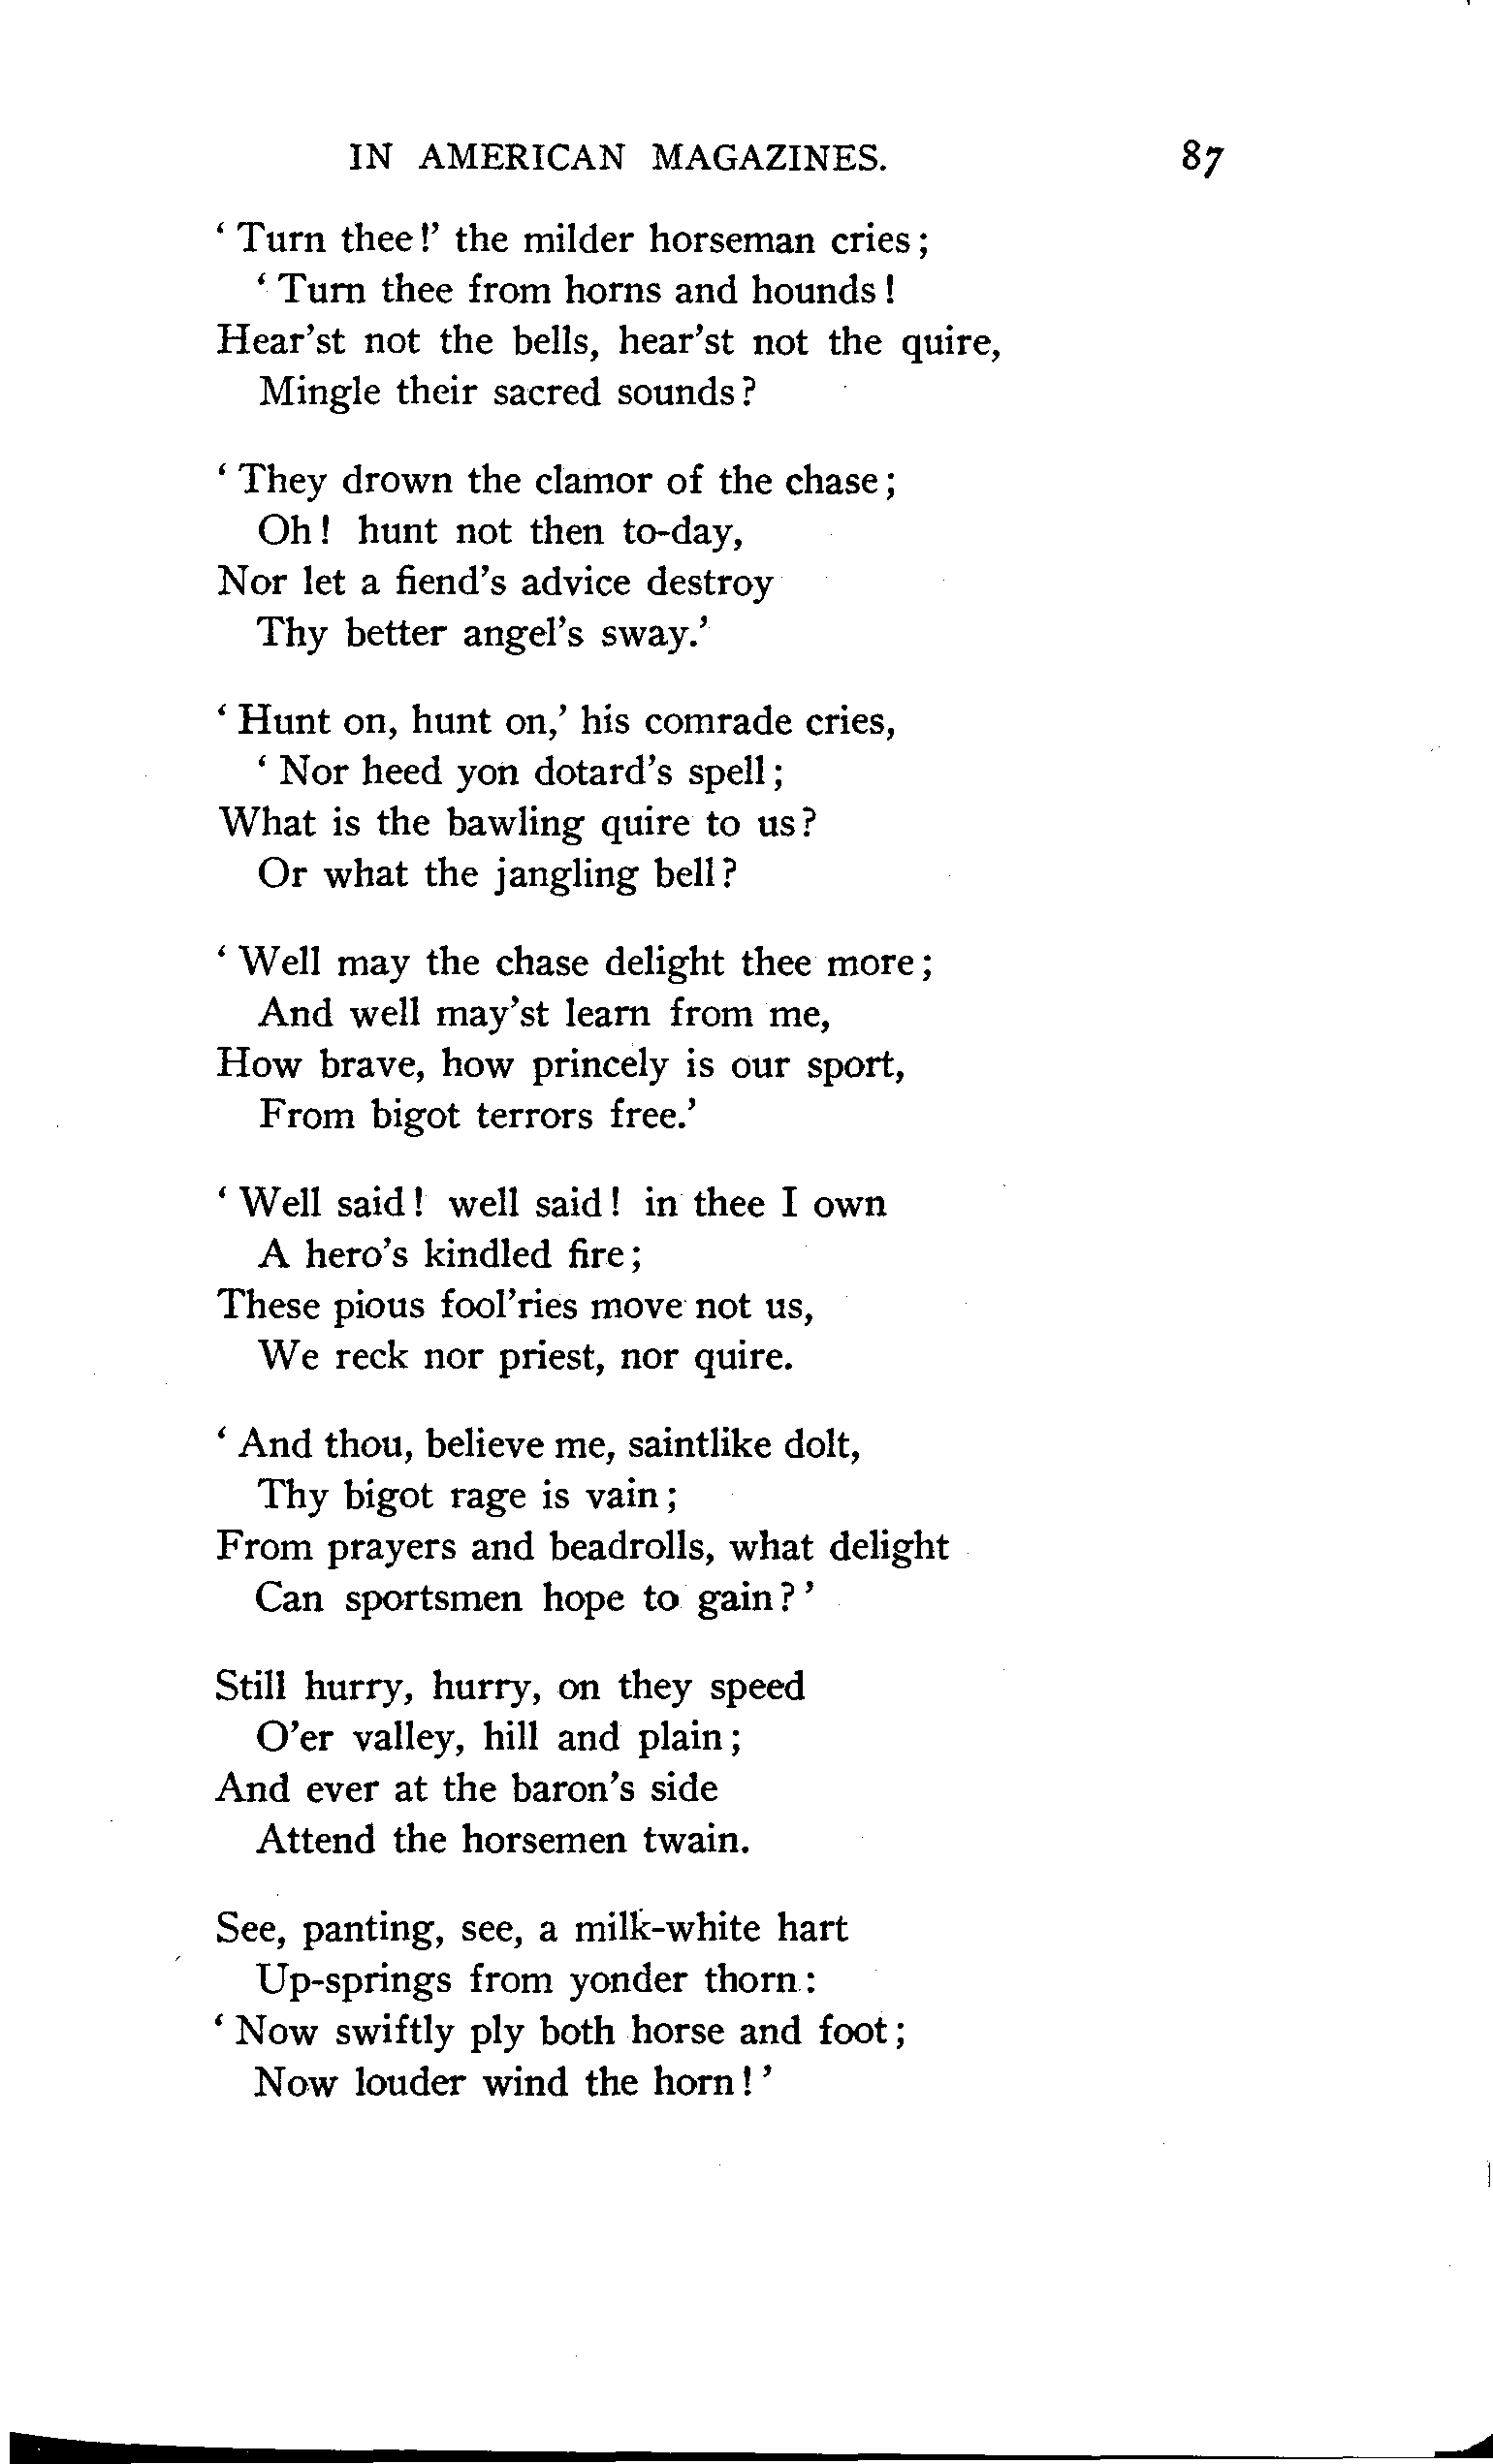 IN AMERICAN MAGAZINES. 87
‘ Turn thee!’ the milder horseman cries;
‘ Turn thee from horns and hounds!
Hear’st not the bells, hear’st not the quire,
Mingle their sacred sounds?
‘ They drown the clamor of the chase;
Oh! hunt not then to-day,
Nor let a fiend’s advice destroy
Thy better angel’s sway.’
‘ Hunt on, hunt on,’ his comrade cries,
‘ Nor heed yon dotard’s spell;
What is the bawling quire to us?
Or what the jangling bell?
‘ Well may the chase delight thee more;
And well may’st learn from me,
How brave, how princely is our sport,
From bigot terrors free.’
‘ Well said! well said! in thee I own
A hero’s kindled fire;
These pious fool’ries move not us,
We reck nor priest, nor quire.
‘ And thou, believe me, saintlike dolt,
Thy bigot rage is vain;
From prayers and beadrolls, what delight
Can sportsmen hope to gain?’
Still hurry, hurry, on they speed
O’er valley, hill and plain;
And ever at the baron’s side
Attend the horsemen twain.
See, panting, see, a milk-white hart
Up-springs from yonder thorn:
‘ Now swiftly ply both horse and foot;
Now louder wind the horn!’